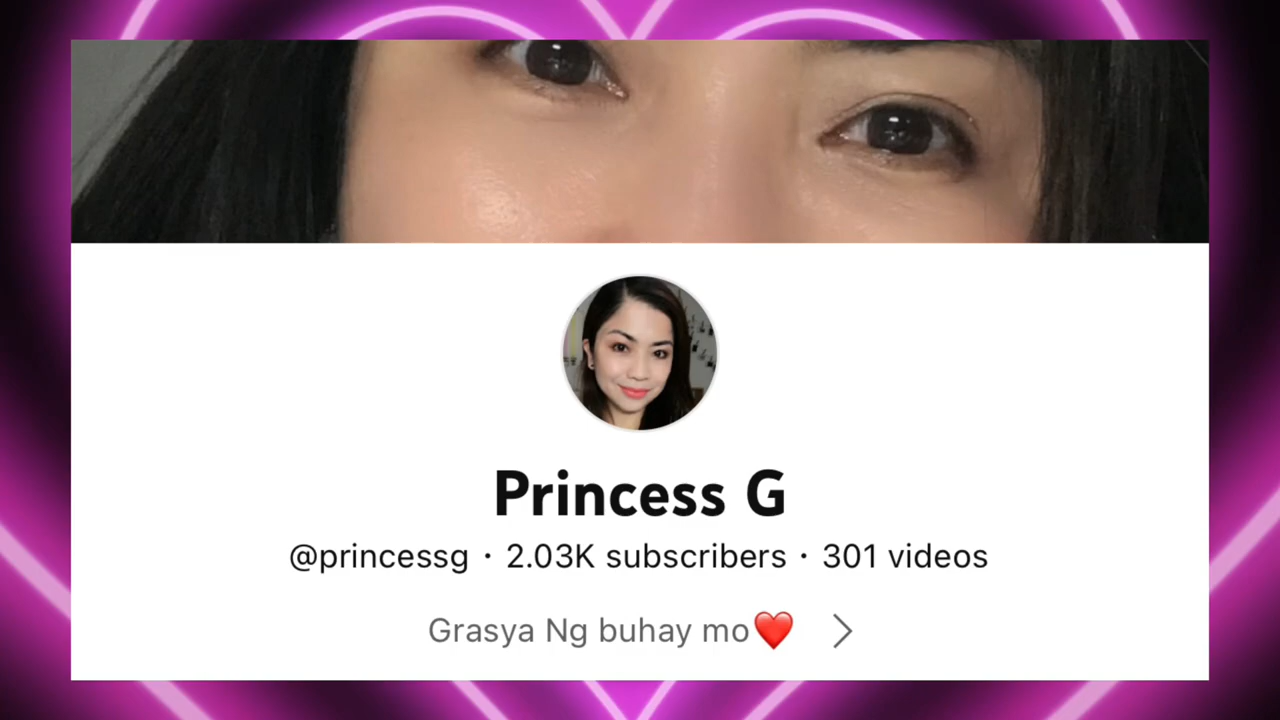 Princess G
@princessg · 2.03K subscribers · 301 videos
Grasya Ng buhay mo❤️